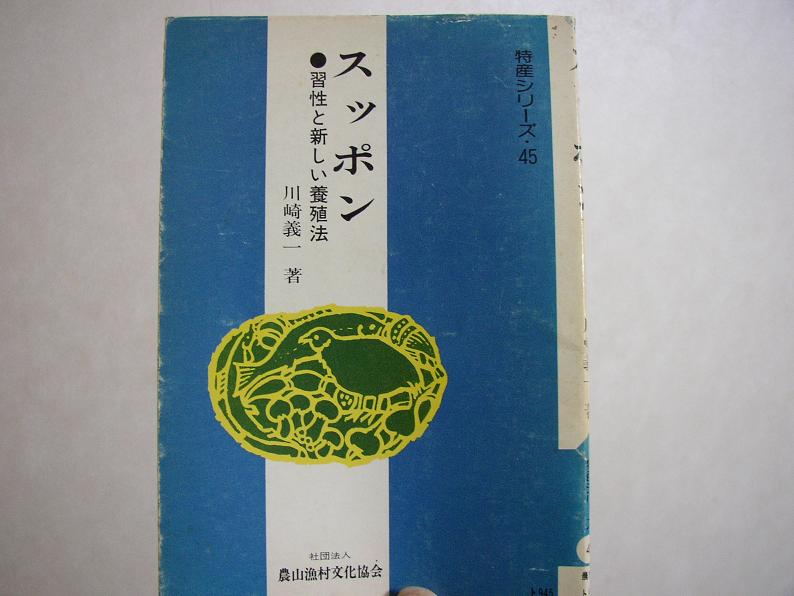 特産シリーズ・45
スッポン
●習性と新しい養殖法
川崎義一 著
社団法人
農山漁村文化協会